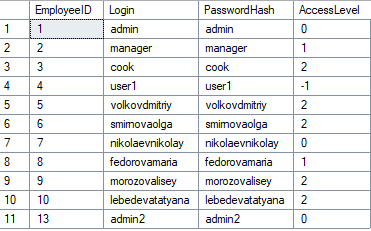 EmployeeID Login PasswordHash AccessLevel
1 1 admin admin 0
2 2 manager manager 1
3 3 cook cook 2
4 4 user1 user1 -1
5 5 volkovdmitriy volkovdmitriy 2
6 6 smirnovaolga smirnovaolga 2
7 7 nikolaevnikolay nikolaevnikolay 0
8 8 fedorovamaria fedorovamaria 1
9 9 morozovalisey morozovalisey 2
10 10 lebedevatatyana lebedevatatyana 2
11 13 admin2 admin2 0